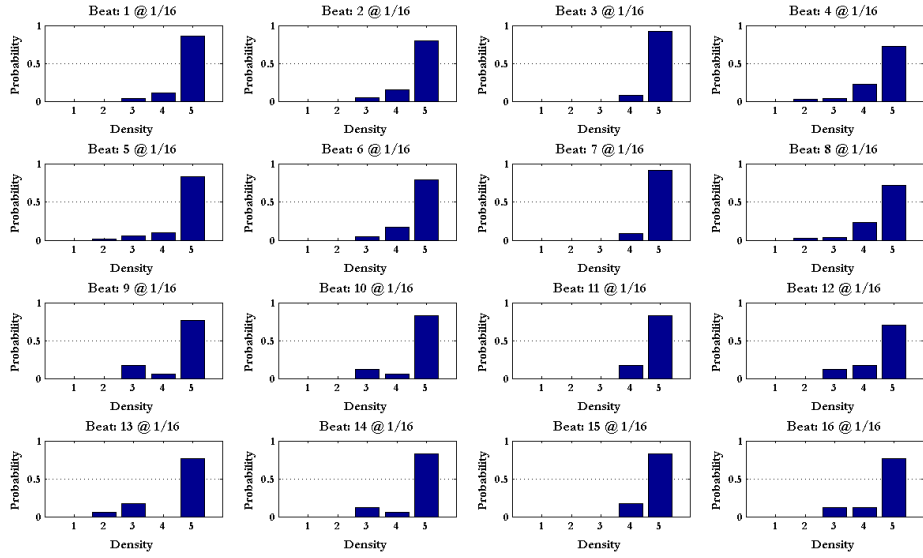 Beat: 1 @ 1/16 Beat: 2 @ 1/16 Beat: 3 @ 1/16 Beat: 4 @ 1/16
Probability Probability Probability Probability
1 1 1 1
0.5 0.5 0.5 0.5
0 0 0 0
1 2 3 4 5 1 2 3 4 5 1 2 3 4 5 1 2 3 4 5
Density Density Density Density
Beat: 5 @ 1/16 Beat: 6 @ 1/16 Beat: 7 @ 1/16 Beat: 8 @ 1/16
Probability Probability Probability Probability
1 1 1 1
0.5 0.5 0.5 0.5
0 0 0 0
1 2 3 4 5 1 2 3 4 5 1 2 3 4 5 1 2 3 4 5
Density Density Density Density
Beat: 9 @ 1/16 Beat: 10 @ 1/16 Beat: 11 @ 1/16 Beat: 12 @ 1/16
Probability Probability Probability Probability
1 1 1 1
0.5 0.5 0.5 0.5
0 0 0 0
1 2 3 4 5 1 2 3 4 5 1 2 3 4 5 1 2 3 4 5
Density Density Density Density
Beat: 13 @ 1/16 Beat: 14 @ 1/16 Beat: 15 @ 1/16 Beat: 16 @ 1/16
Probability Probability Probability Probability
1 1 1 1
0.5 0.5 0.5 0.5
0 0 0 0
1 2 3 4 5 1 2 3 4 5 1 2 3 4 5 1 2 3 4 5
Density Density Density Density